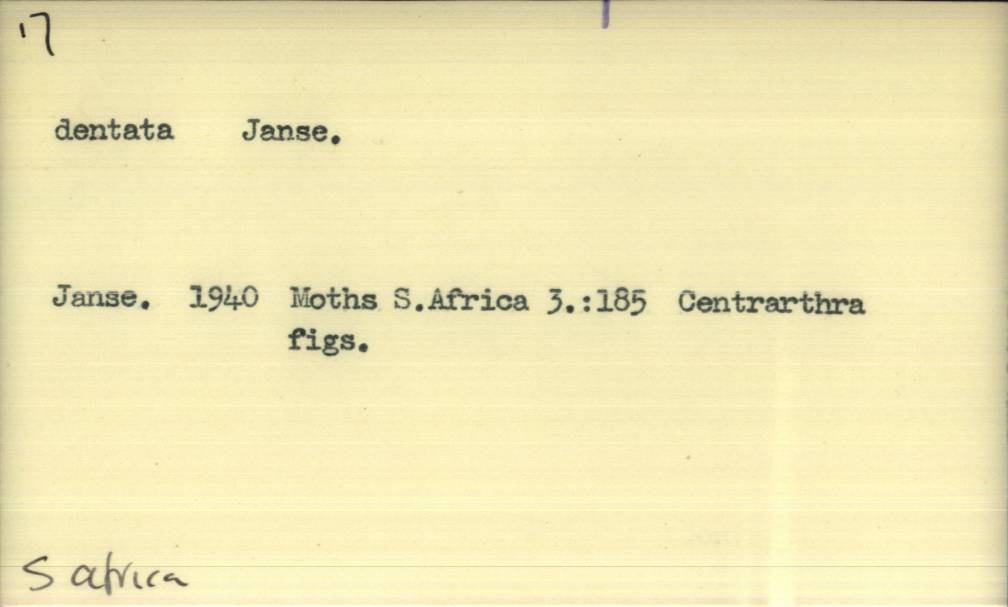 17
dentata Janse.
Janse. 1940 Moths S.Africa 3.:185 Centrarthra
figs.
S africa